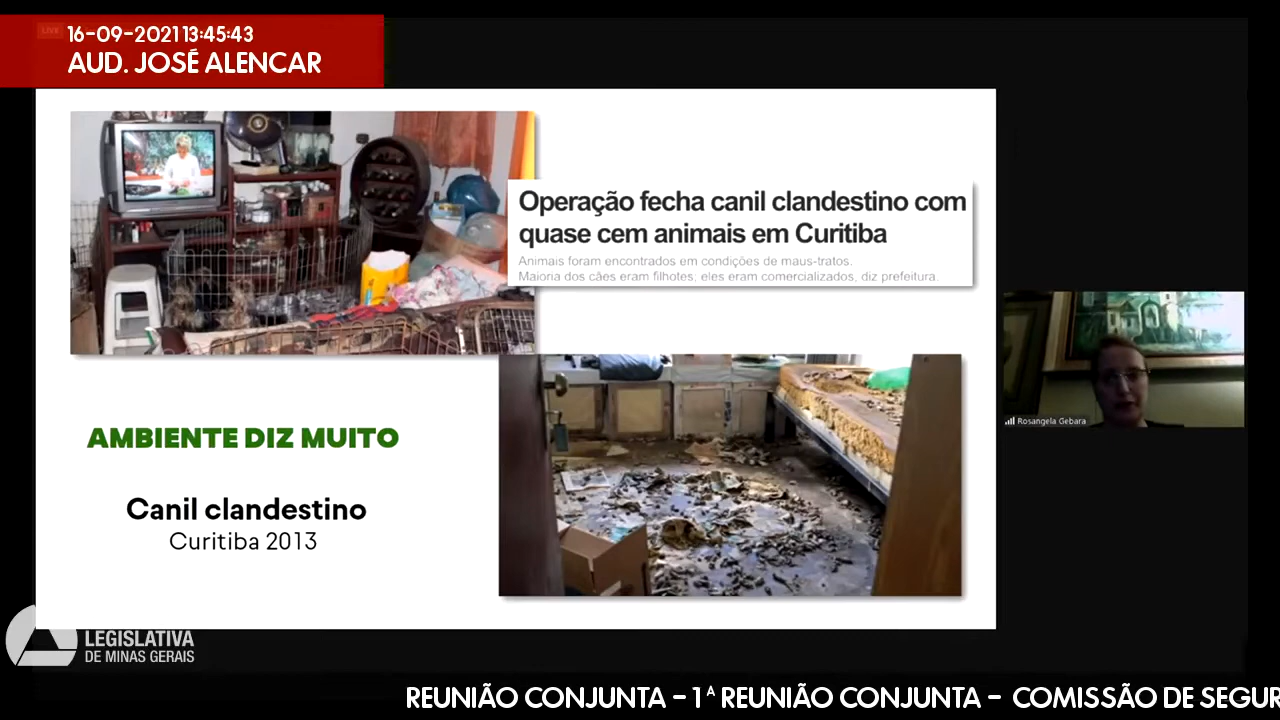 LIVE
16-09-2021 13:45:43
AUD. JOSÉ ALENCAR
Operação fecha canil clandestino com
quase cem animais em Curitiba
Animais foram encontrados em condições de maus-tratos.
Maioria dos cães eram filhotes; eles eram comercializados, diz prefeitura.
AMBIENTE DIZ MUITO
Canil clandestino
Curitiba 2013
Rosangela Gebara
LEGISLATIVA
DE MINAS GERAIS
REUNIÃO CONJUNTA - 1ª REUNIÃO CONJUNTA - COMISSÃO DE SEGUR